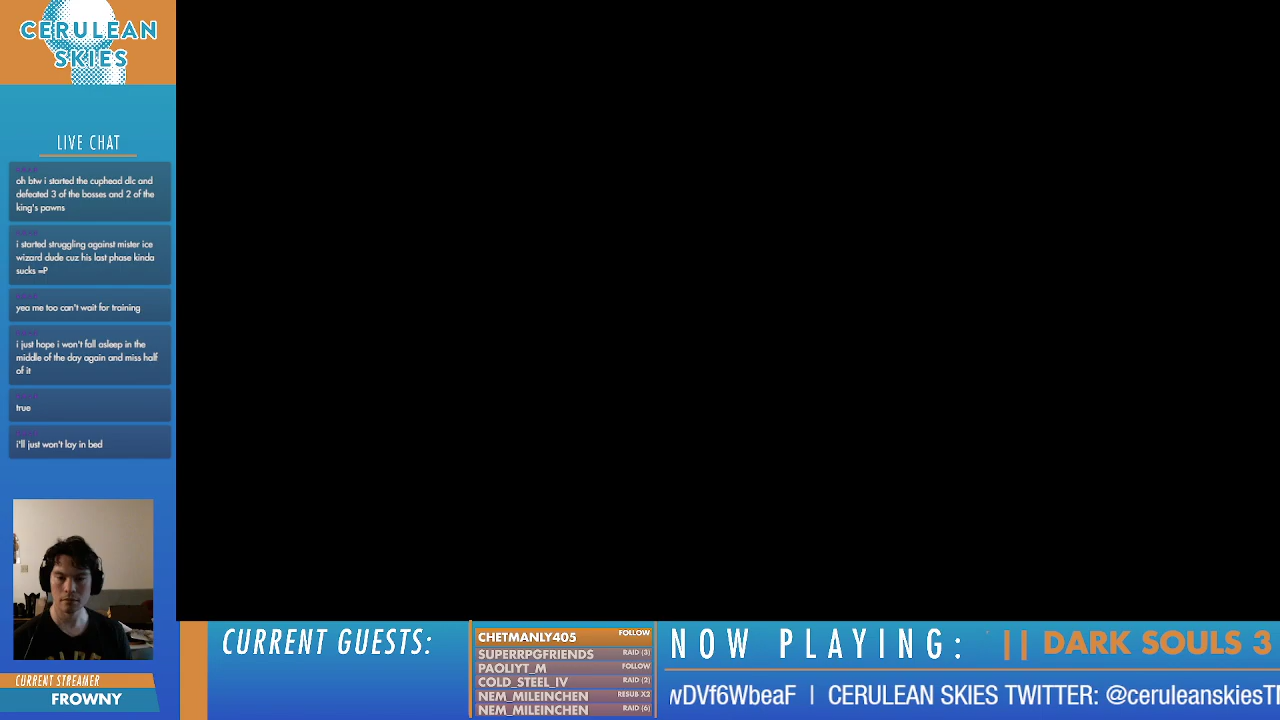 CERULEAN
SKIES
LIVE CHAT
oh btw i started the cuphead dlc and
defeated 3 of the bosses and 2 of the
king's pawns
i started struggling against mister ice
wizard dude cuz his last phase kinda
sucks =P
yea me too can't wait for training
i just hope i won't fall asleep in the
middle of the day again and miss half
of it
true
i'll just won't lay in bed
CURRENT STREAMER
FROWNY
CURRENT GUESTS:
CHETMANLY405 FOLLOW
SUPERRPGFRIENDS RAID (3)
PAOLIYT_M FOLLOW
COLD_STEEL_IV RAID (2)
NEM_MILEINCHEN RESUB X2
NEM_MILEINCHEN RAID (6)
NOW PLAYING: || DARK SOULS 3
wDVf6WbeaF | CERULEAN SKIES TWITTER: @ceruleanskiesT